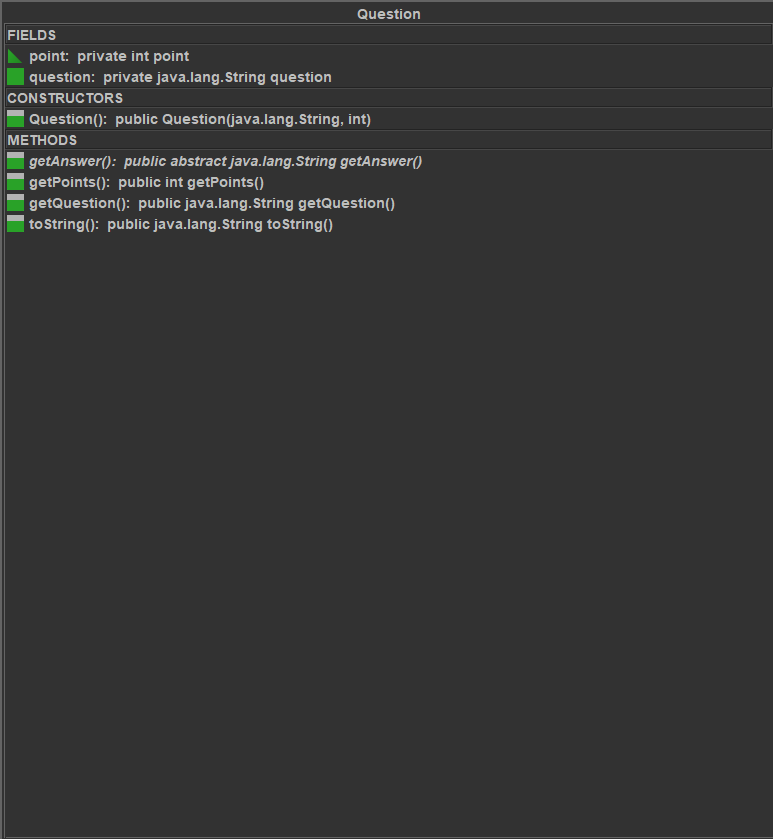 Question
FIELDS
point: private int point
question: private java.lang.String question
CONSTRUCTORS
Question(): public Question(java.lang.String, int)
METHODS
getAnswer(): public abstract java.lang.String getAnswer()
getPoints(): public int getPoints()
getQuestion(): public java.lang.String getQuestion()
toString(): public java.lang.String toString()